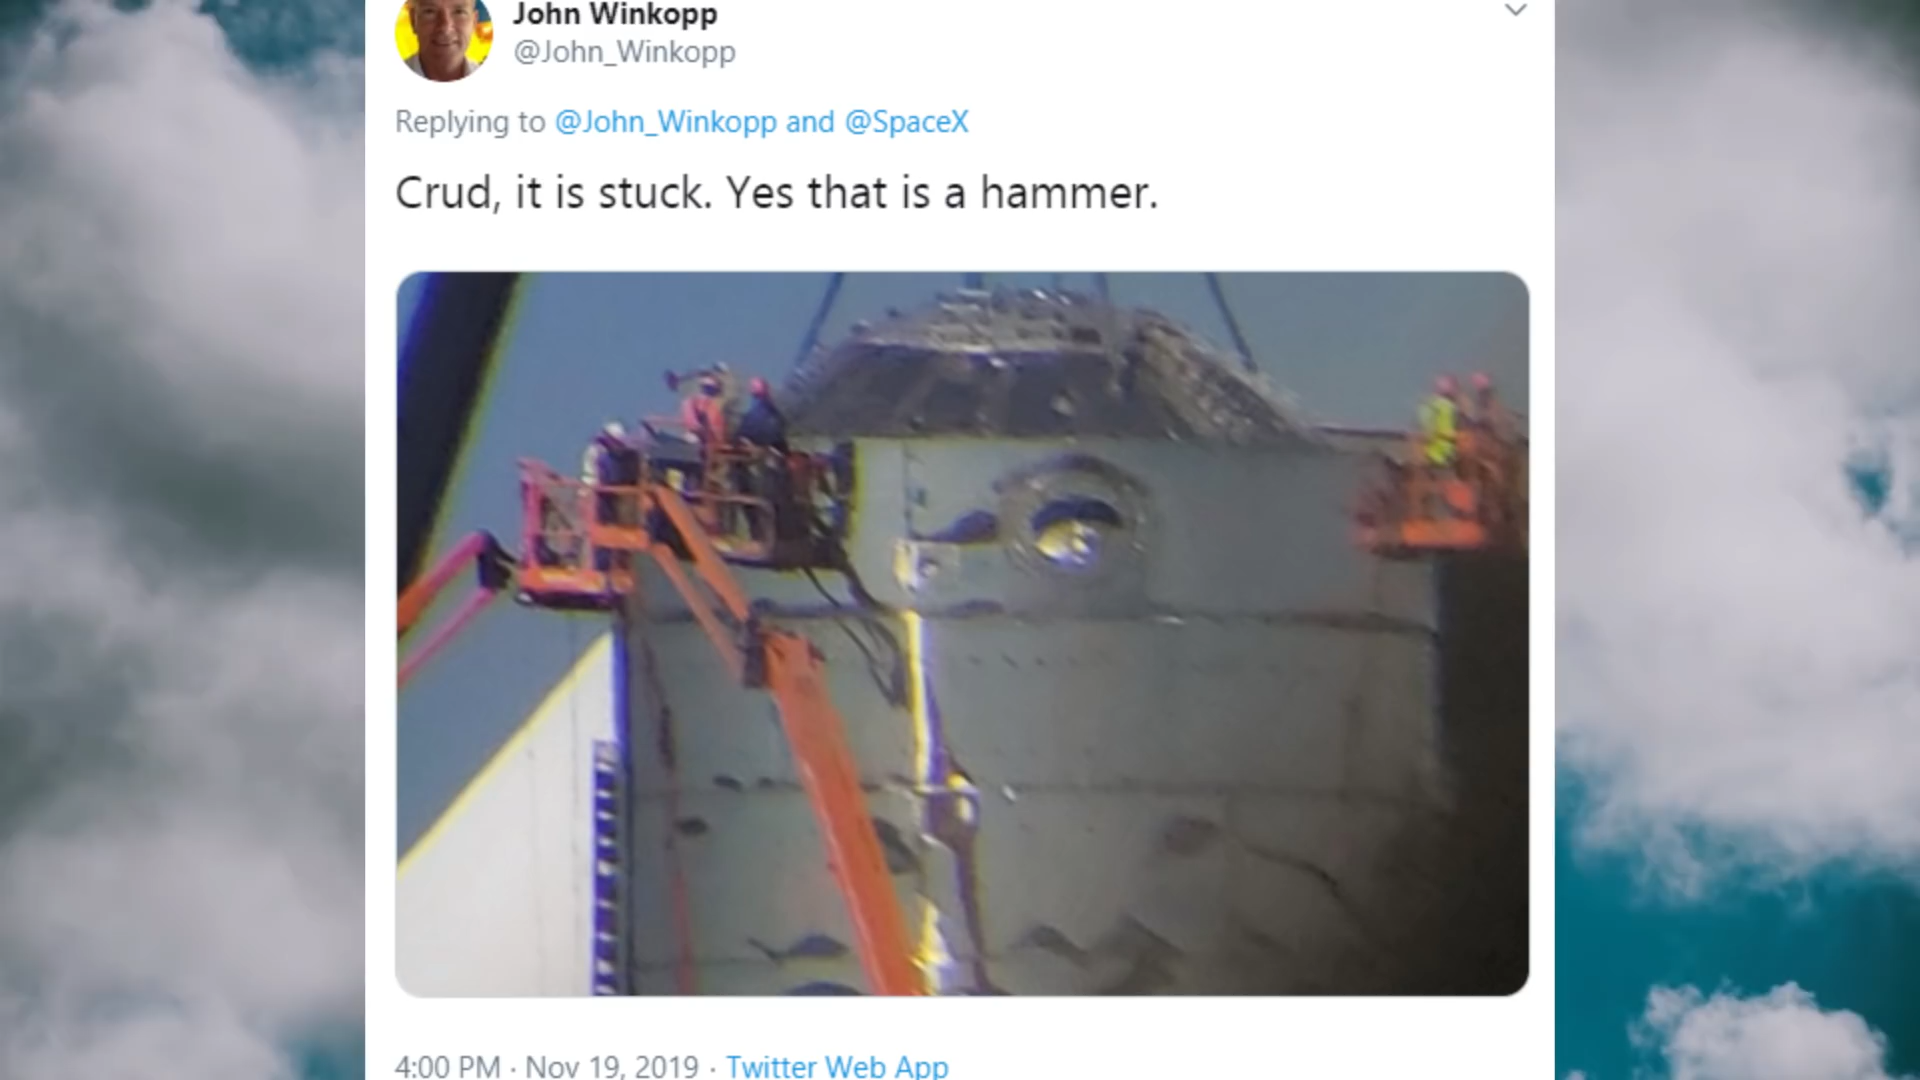 John Winkopp
@John_Winkopp
Replying to @John_Winkopp and @SpaceX
Crud, it is stuck. Yes that is a hammer.
4:00 PM · Nov 19, 2019 · Twitter Web App